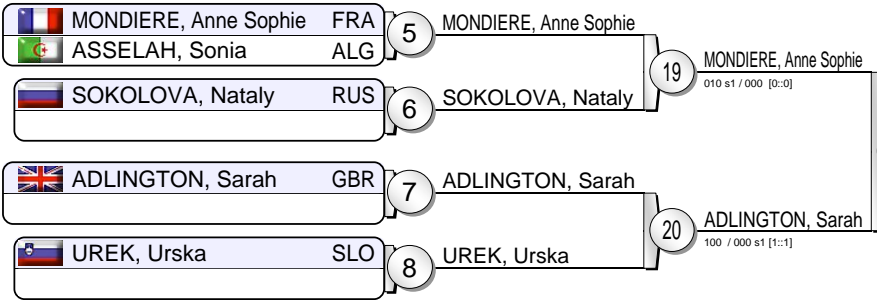 MONDIERE, Anne Sophie FRA
ASSELAH, Sonia ALG
5
MONDIERE, Anne Sophie
SOKOLOVA, Nataly RUS
6
SOKOLOVA, Nataly
19
MONDIERE, Anne Sophie
010 s1 / 000 [0::0]
ADLINGTON, Sarah GBR
7
ADLINGTON, Sarah
UREK, Urska SLO
8
UREK, Urska
20
ADLINGTON, Sarah
100 / 000 s1 [1::1]